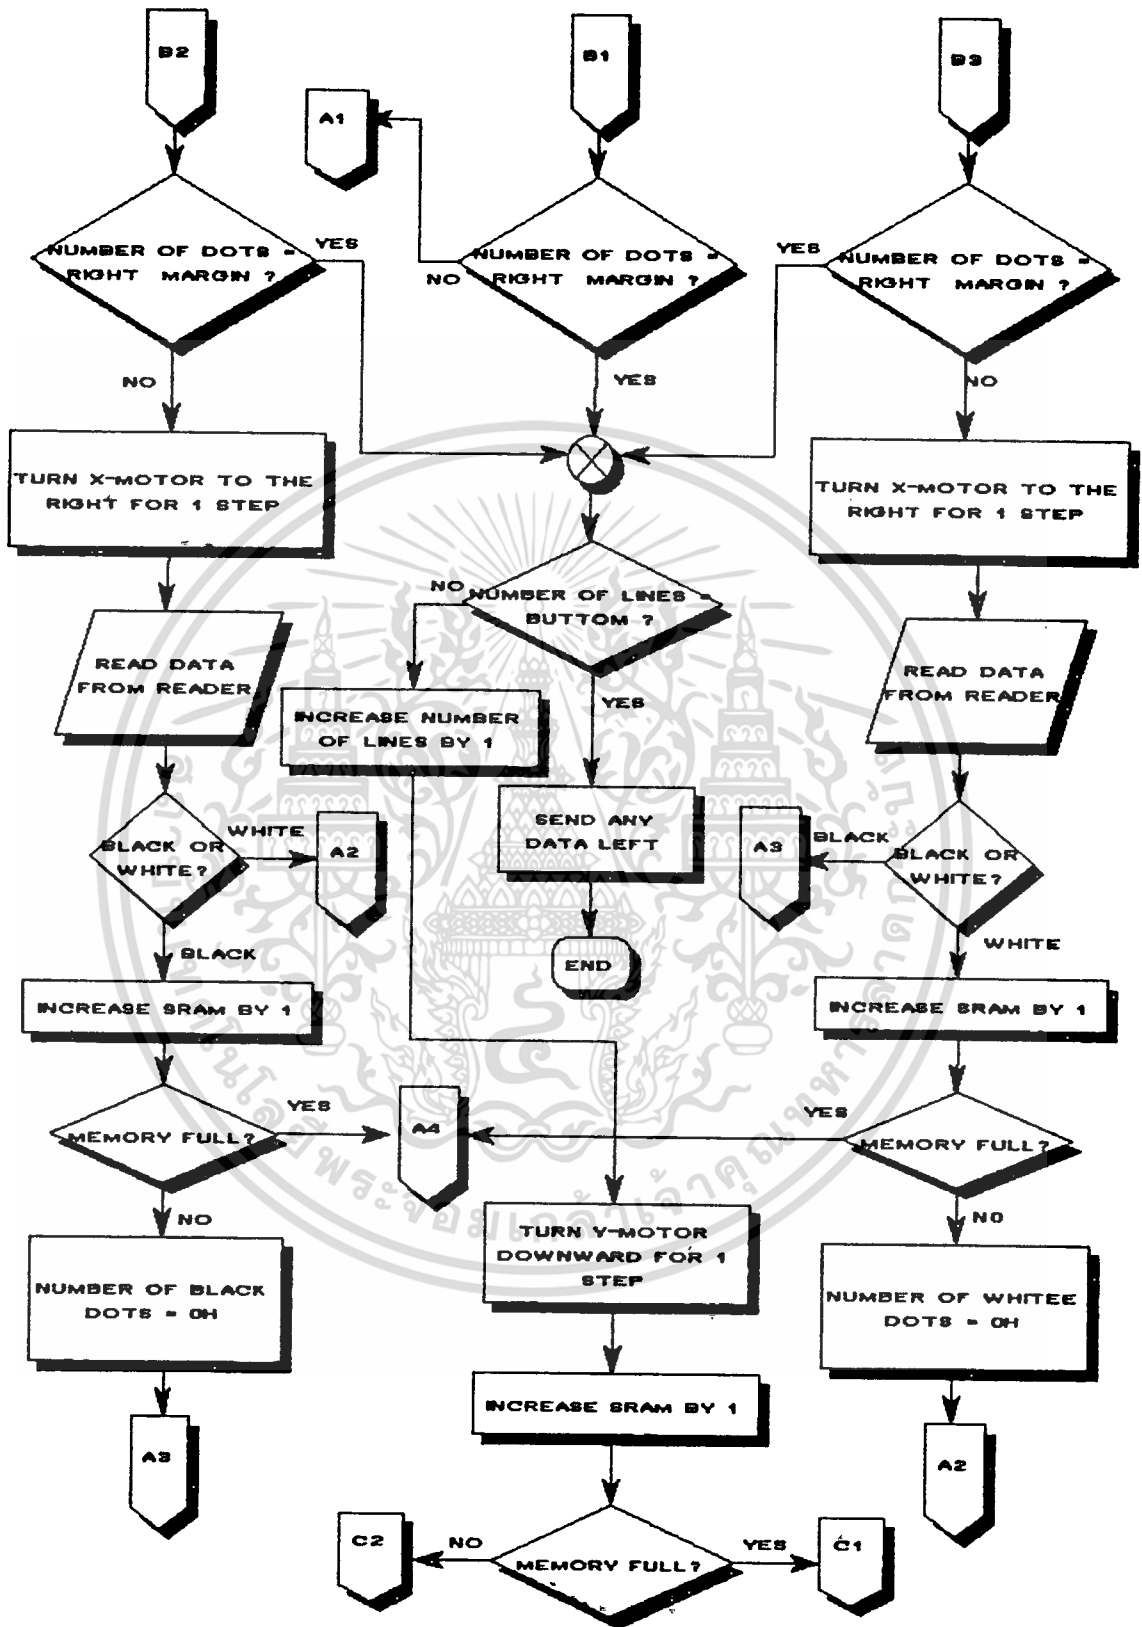 B2
B1
B3
A1
NUMBER OF DOTS =
RIGHT MARGIN ?
YES
NO
NUMBER OF DOTS =
RIGHT MARGIN ?
NO
YES
NUMBER OF DOTS =
RIGHT MARGIN ?
YES
NO
TURN X-MOTOR TO THE
RIGHT FOR 1 STEP
TURN X-MOTOR TO THE
RIGHT FOR 1 STEP
NUMBER OF LINES =
BUTTOM ?
NO
YES
READ DATA
FROM READER
READ DATA
FROM READER
INCREASE NUMBER
OF LINES BY 1
SEND ANY
DATA LEFT
END
BLACK OR
WHITE?
WHITE
A2
BLACK
A3
BLACK
BLACK OR
WHITE?
WHITE
INCREASE SRAM BY 1
INCREASE SRAM BY 1
MEMORY FULL?
YES
A4
YES
MEMORY FULL?
NO
NO
NUMBER OF BLACK
DOTS = 0H
TURN Y-MOTOR
DOWNWARD FOR 1
STEP
NUMBER OF WHITEE
DOTS = 0H
A3
INCREASE SRAM BY 1
A2
C2
NO
MEMORY FULL?
YES
C1